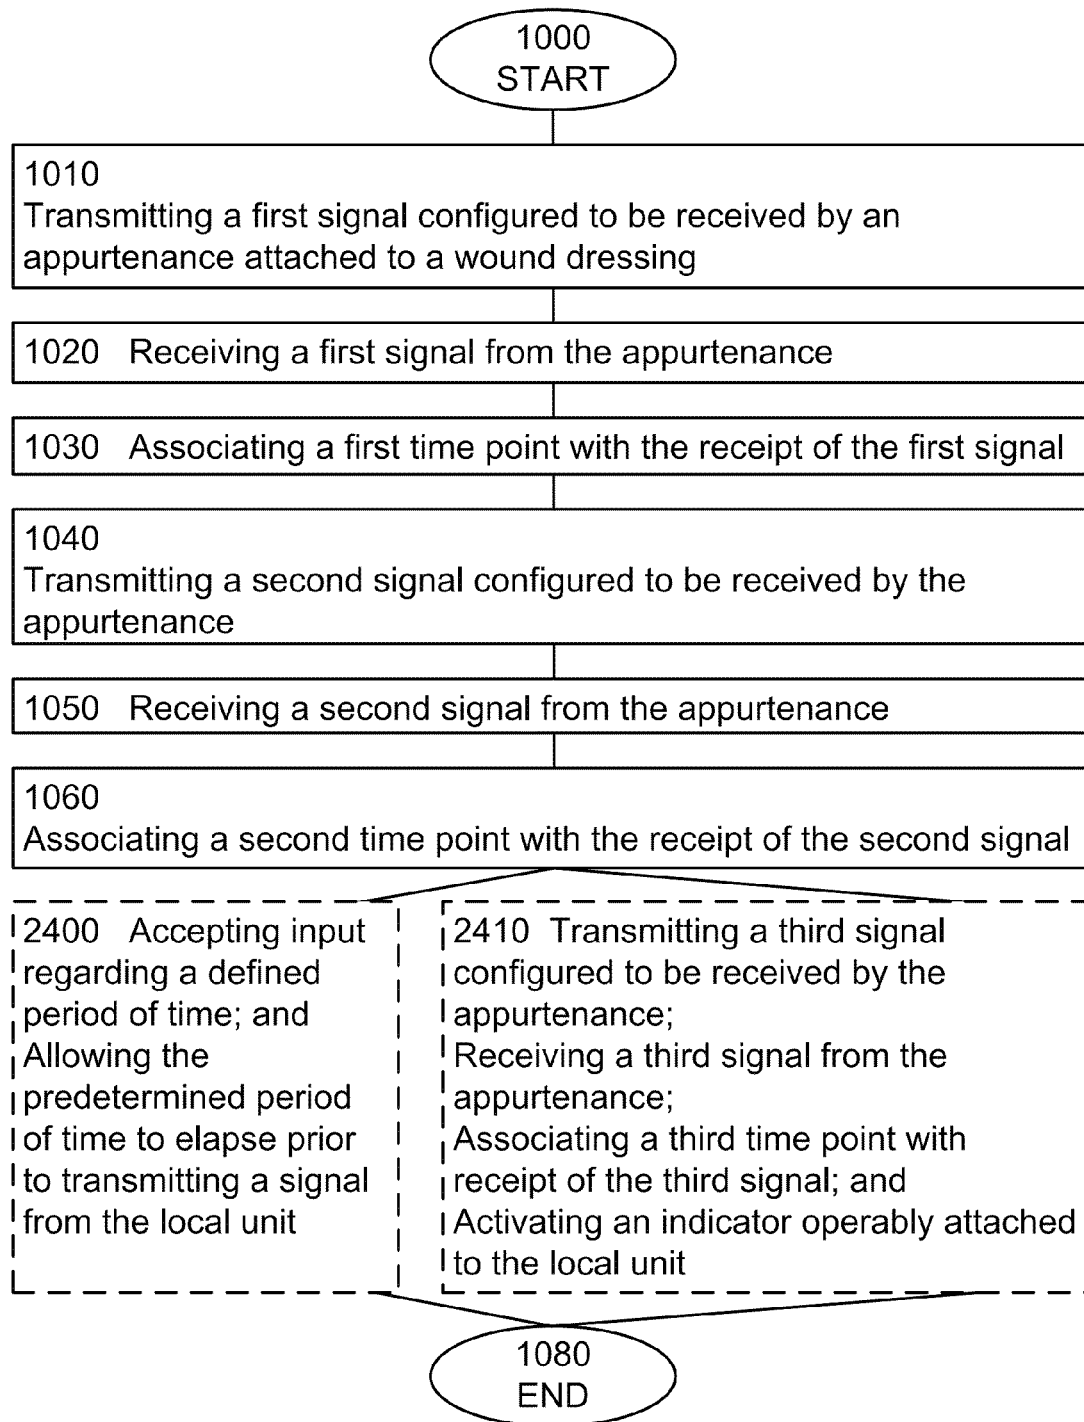 1000
START
1010
Transmitting a first signal configured to be received by an
appurtenance attached to a wound dressing
1020 Receiving a first signal from the appurtenance
1030 Associating a first time point with the receipt of the first signal
1040
Transmitting a second signal configured to be received by the
appurtenance
1050 Receiving a second signal from the appurtenance
1060
Associating a second time point with the receipt of the second signal
2400 Accepting input
regarding a defined
period of time; and
Allowing the
predetermined period
of time to elapse prior
to transmitting a signal
from the local unit
2410 Transmitting a third signal
configured to be received by the
appurtenance;
Receiving a third signal from the
appurtenance;
Associating a third time point with
receipt of the third signal; and
Activating an indicator operably attached
to the local unit
1080
END